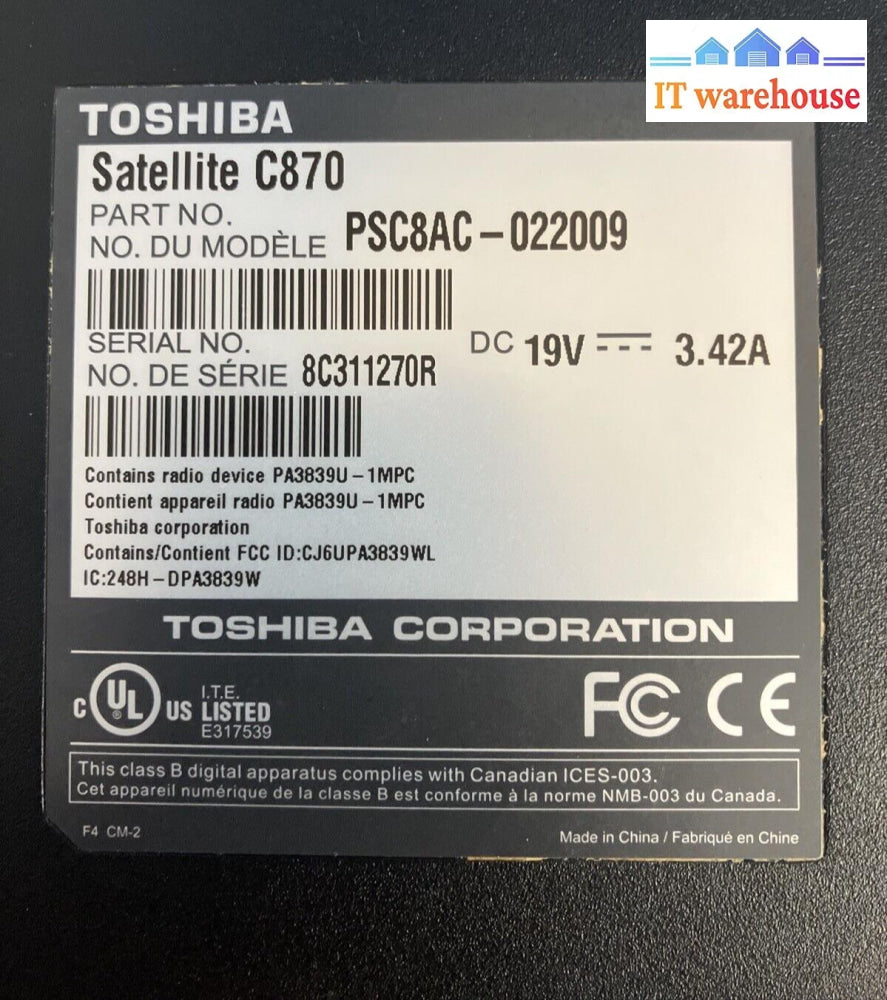 IT warehouse
TOSHIBA
Satellite C870
PART NO.
NO. DU MODÈLE PSC8AC-022009
SERIAL NO.
NO. DE SÉRIE 8C311270R
DC 19V 3.42A
Contains radio device PA3839U-1MPC
Contient appareil radio PA3839U-1MPC
Toshiba corporation
Contains/Contient FCC ID:CJ6UPA3839WL
IC:248H-DPA3839W
TOSHIBA CORPORATION
C UL® US I.T.E.
LISTED
E317539
FC CE
This class B digital apparatus complies with Canadian ICES-003.
Cet appareil numérique de la classe B est conforme à la norme NMB-003 du Canada.
F4 CM-2
Made in China / Fabriqué en Chine